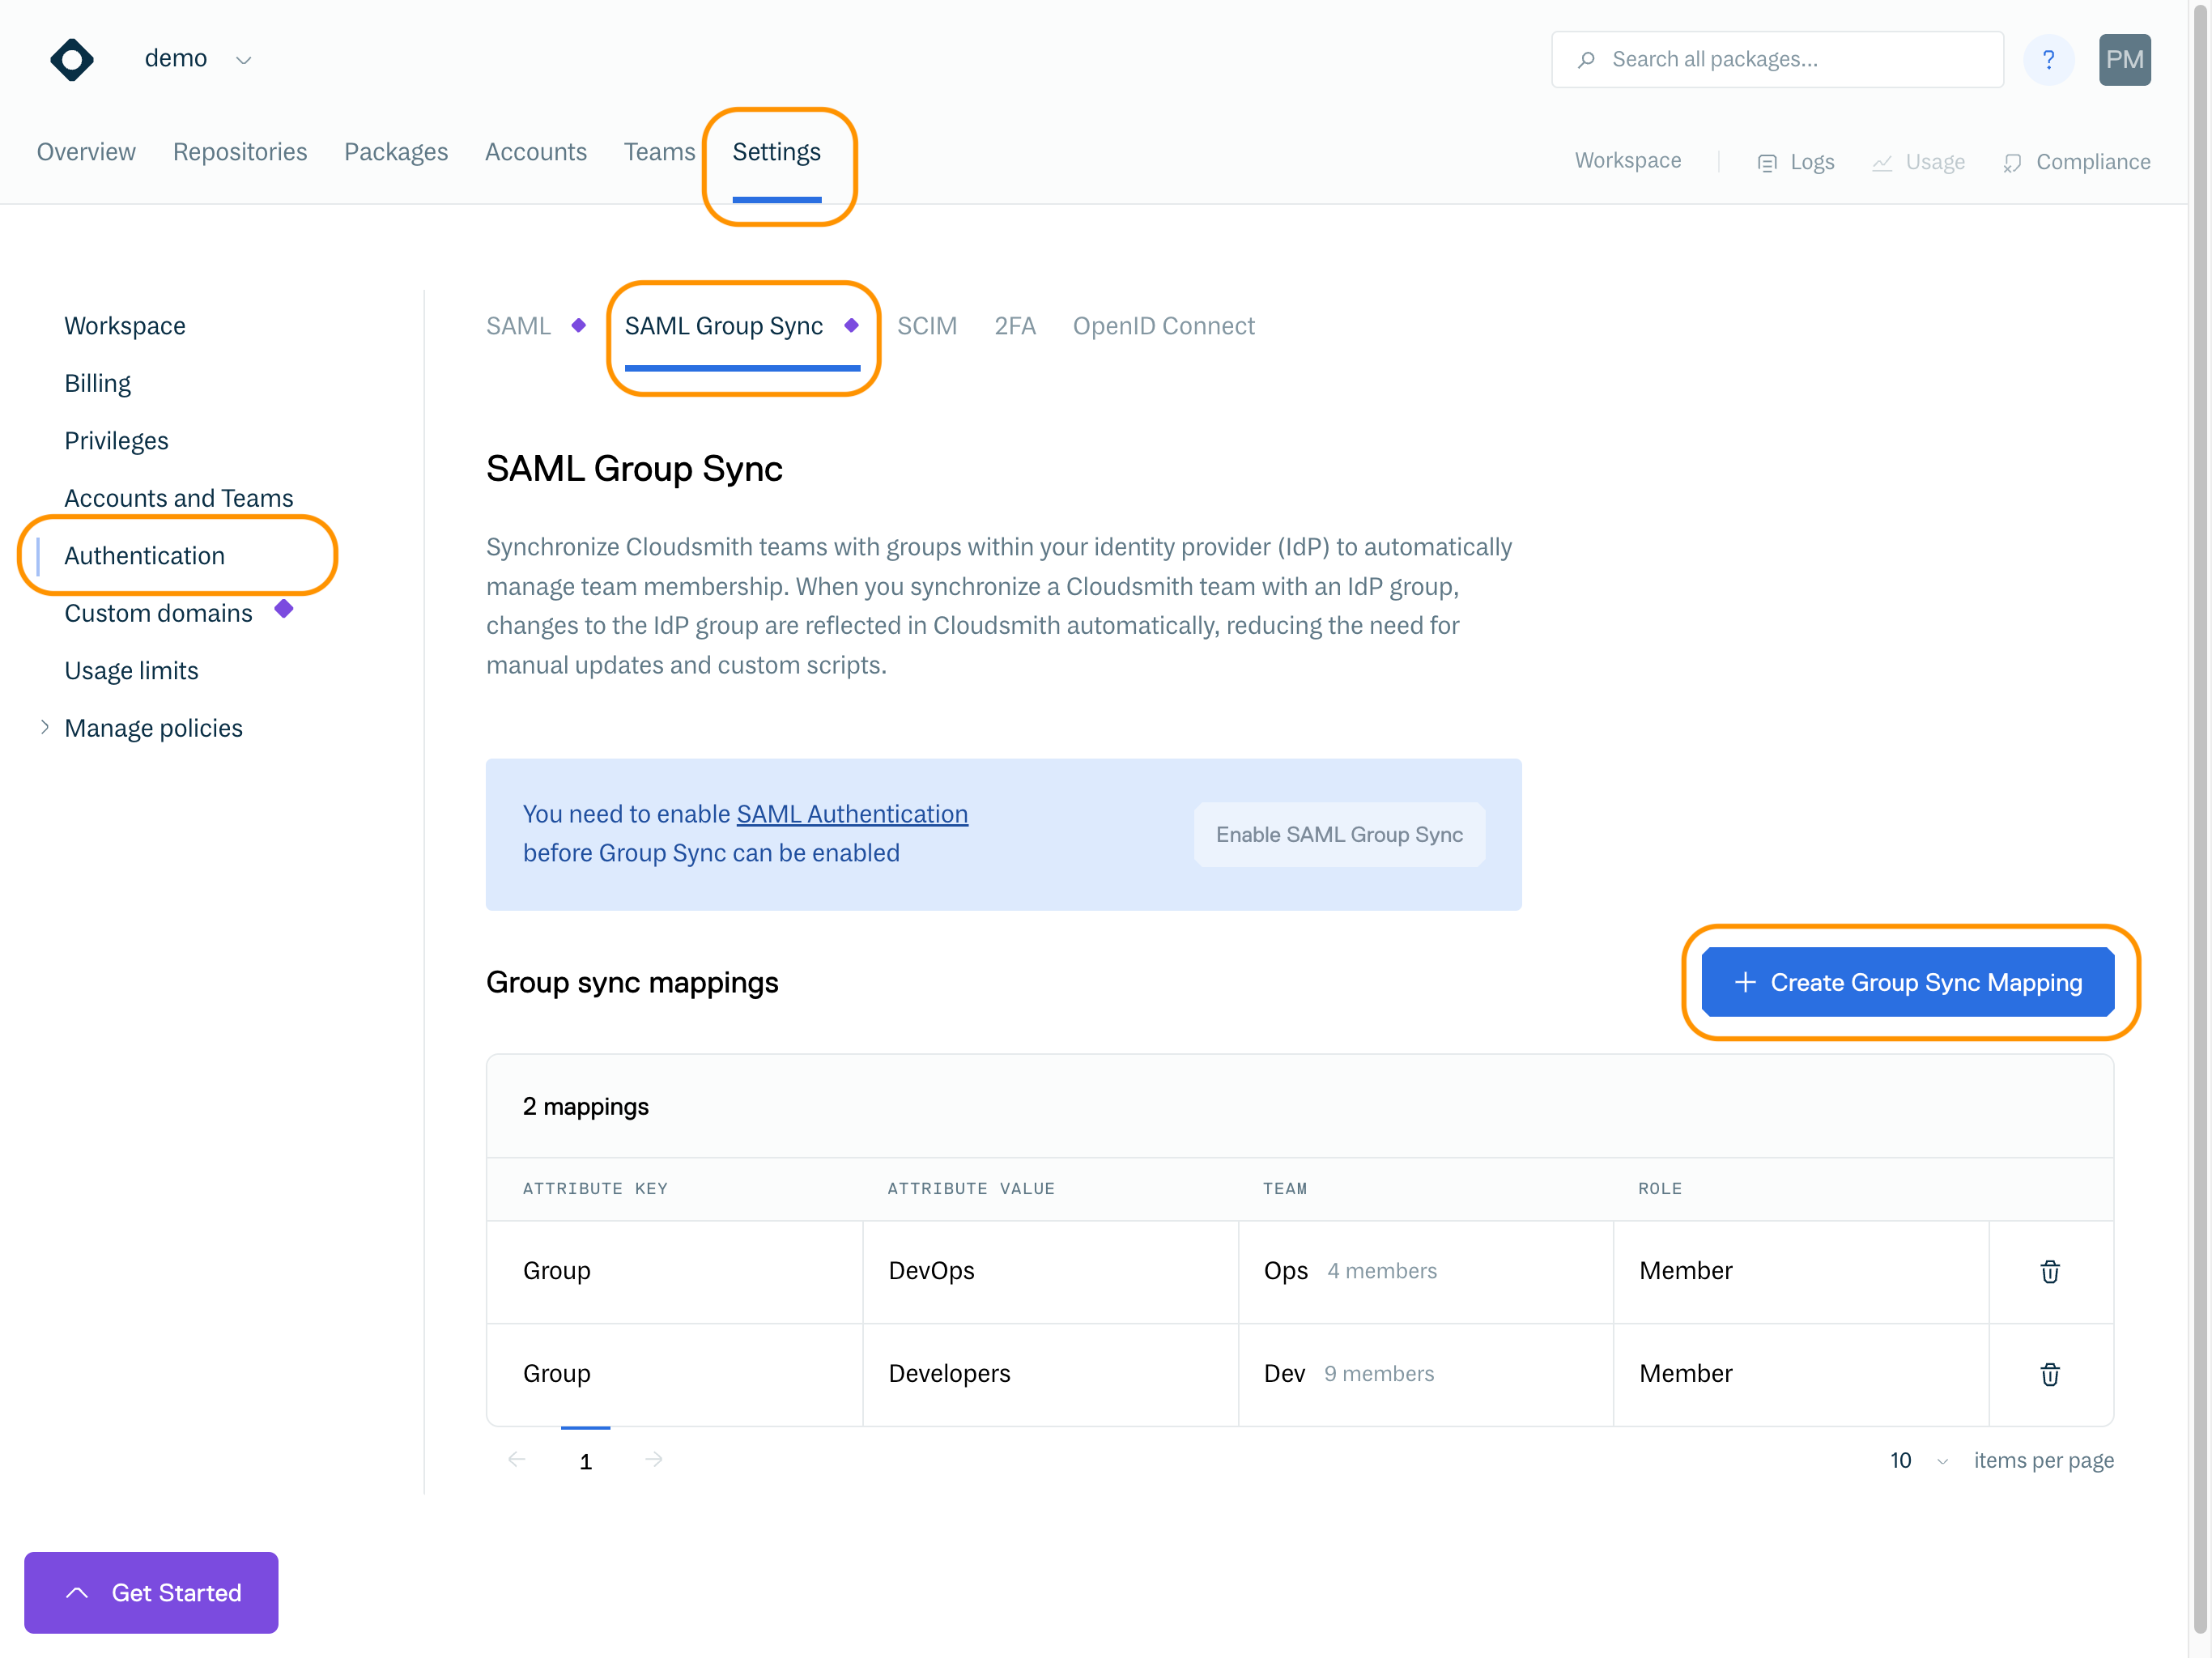 demo
Search all packages...
?
PM
Overview
Repositories
Packages
Accounts
Teams
Settings
Workspace
Logs
Usage
Compliance
Workspace
Billing
Privileges
Accounts and Teams
Authentication
Custom domains
Usage limits
Manage policies
SAML
SAML Group Sync
SCIM
2FA
OpenID Connect
SAML Group Sync
Synchronize Cloudsmith teams with groups within your identity provider (IdP) to automatically
manage team membership. When you synchronize a Cloudsmith team with an IdP group,
changes to the IdP group are reflected in Cloudsmith automatically, reducing the need for
manual updates and custom scripts.
You need to enable SAML Authentication
before Group Sync can be enabled
Enable SAML Group Sync
Group sync mappings
Create Group Sync Mapping
2 mappings
ATTRIBUTE KEY
ATTRIBUTE VALUE
TEAM
ROLE
Group
DevOps
Ops 4 members
Member
Group
Developers
Dev 9 members
Member
1
10
items per page
Get Started